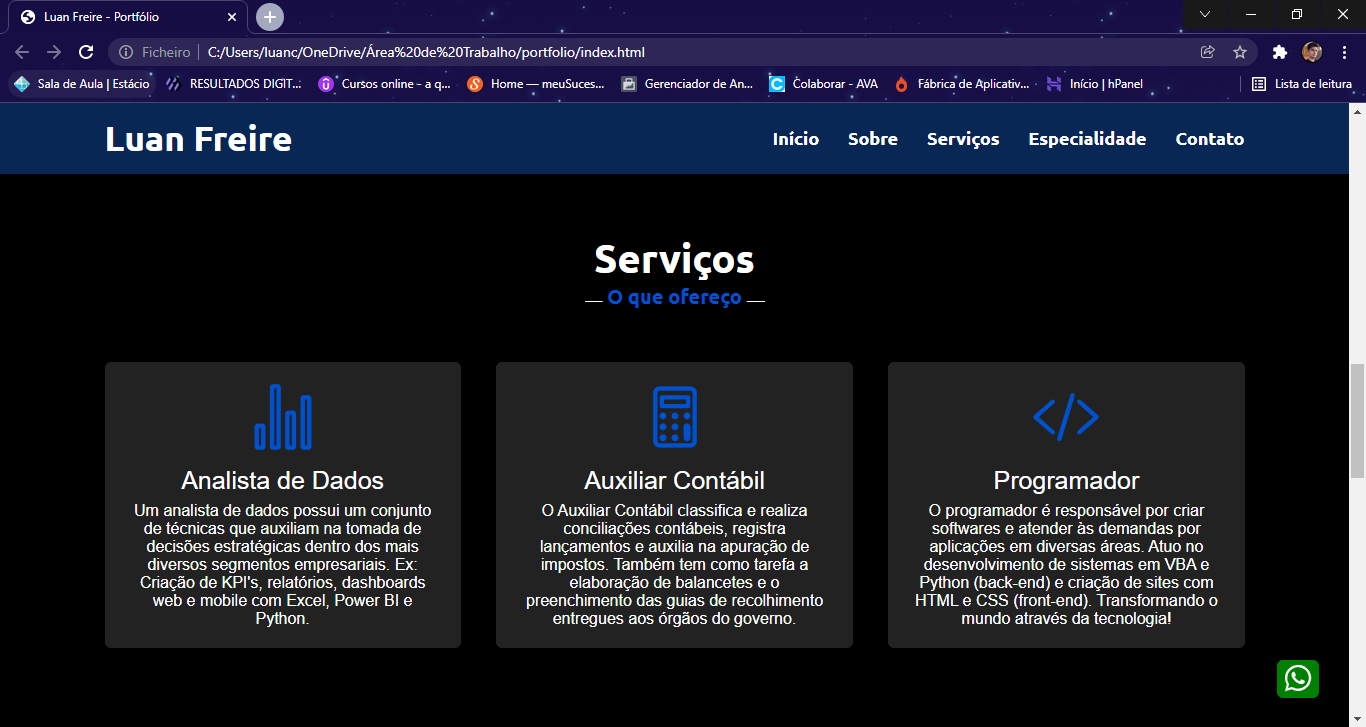 Luan Freire - Portfólio
Ficheiro | C:/Users/luanc/OneDrive/Área%20de%20Trabalho/portfolio/index.html
Sala de Aula | Estácio RESULTADOS DIGIT... Cursos online - a q... Home — meuSuces... Gerenciador de An... Colaborar - AVA Fábrica de Aplicativ... Início | hPanel Lista de leitura
Luan Freire Início Sobre Serviços Especialidade Contato
Serviços
__ O que ofereço __
Analista de Dados
Um analista de dados possui um conjunto
de técnicas que auxiliam na tomada de
decisões estratégicas dentro dos mais
diversos segmentos empresariais. Ex:
Criação de KPI's, relatórios, dashboards
web e mobile com Excel, Power BI e
Python.
Auxiliar Contábil
O Auxiliar Contábil classifica e realiza
conciliações contábeis, registra
lançamentos e auxilia na apuração de
impostos. Também tem como tarefa a
elaboração de balancetes e o
preenchimento das guias de recolhimento
entregues aos órgãos do governo.
Programador
O programador é responsável por criar
softwares e atender às demandas por
aplicações em diversas áreas. Atuo no
desenvolvimento de sistemas em VBA e
Python (back-end) e criação de sites com
HTML e CSS (front-end). Transformando o
mundo através da tecnologia!